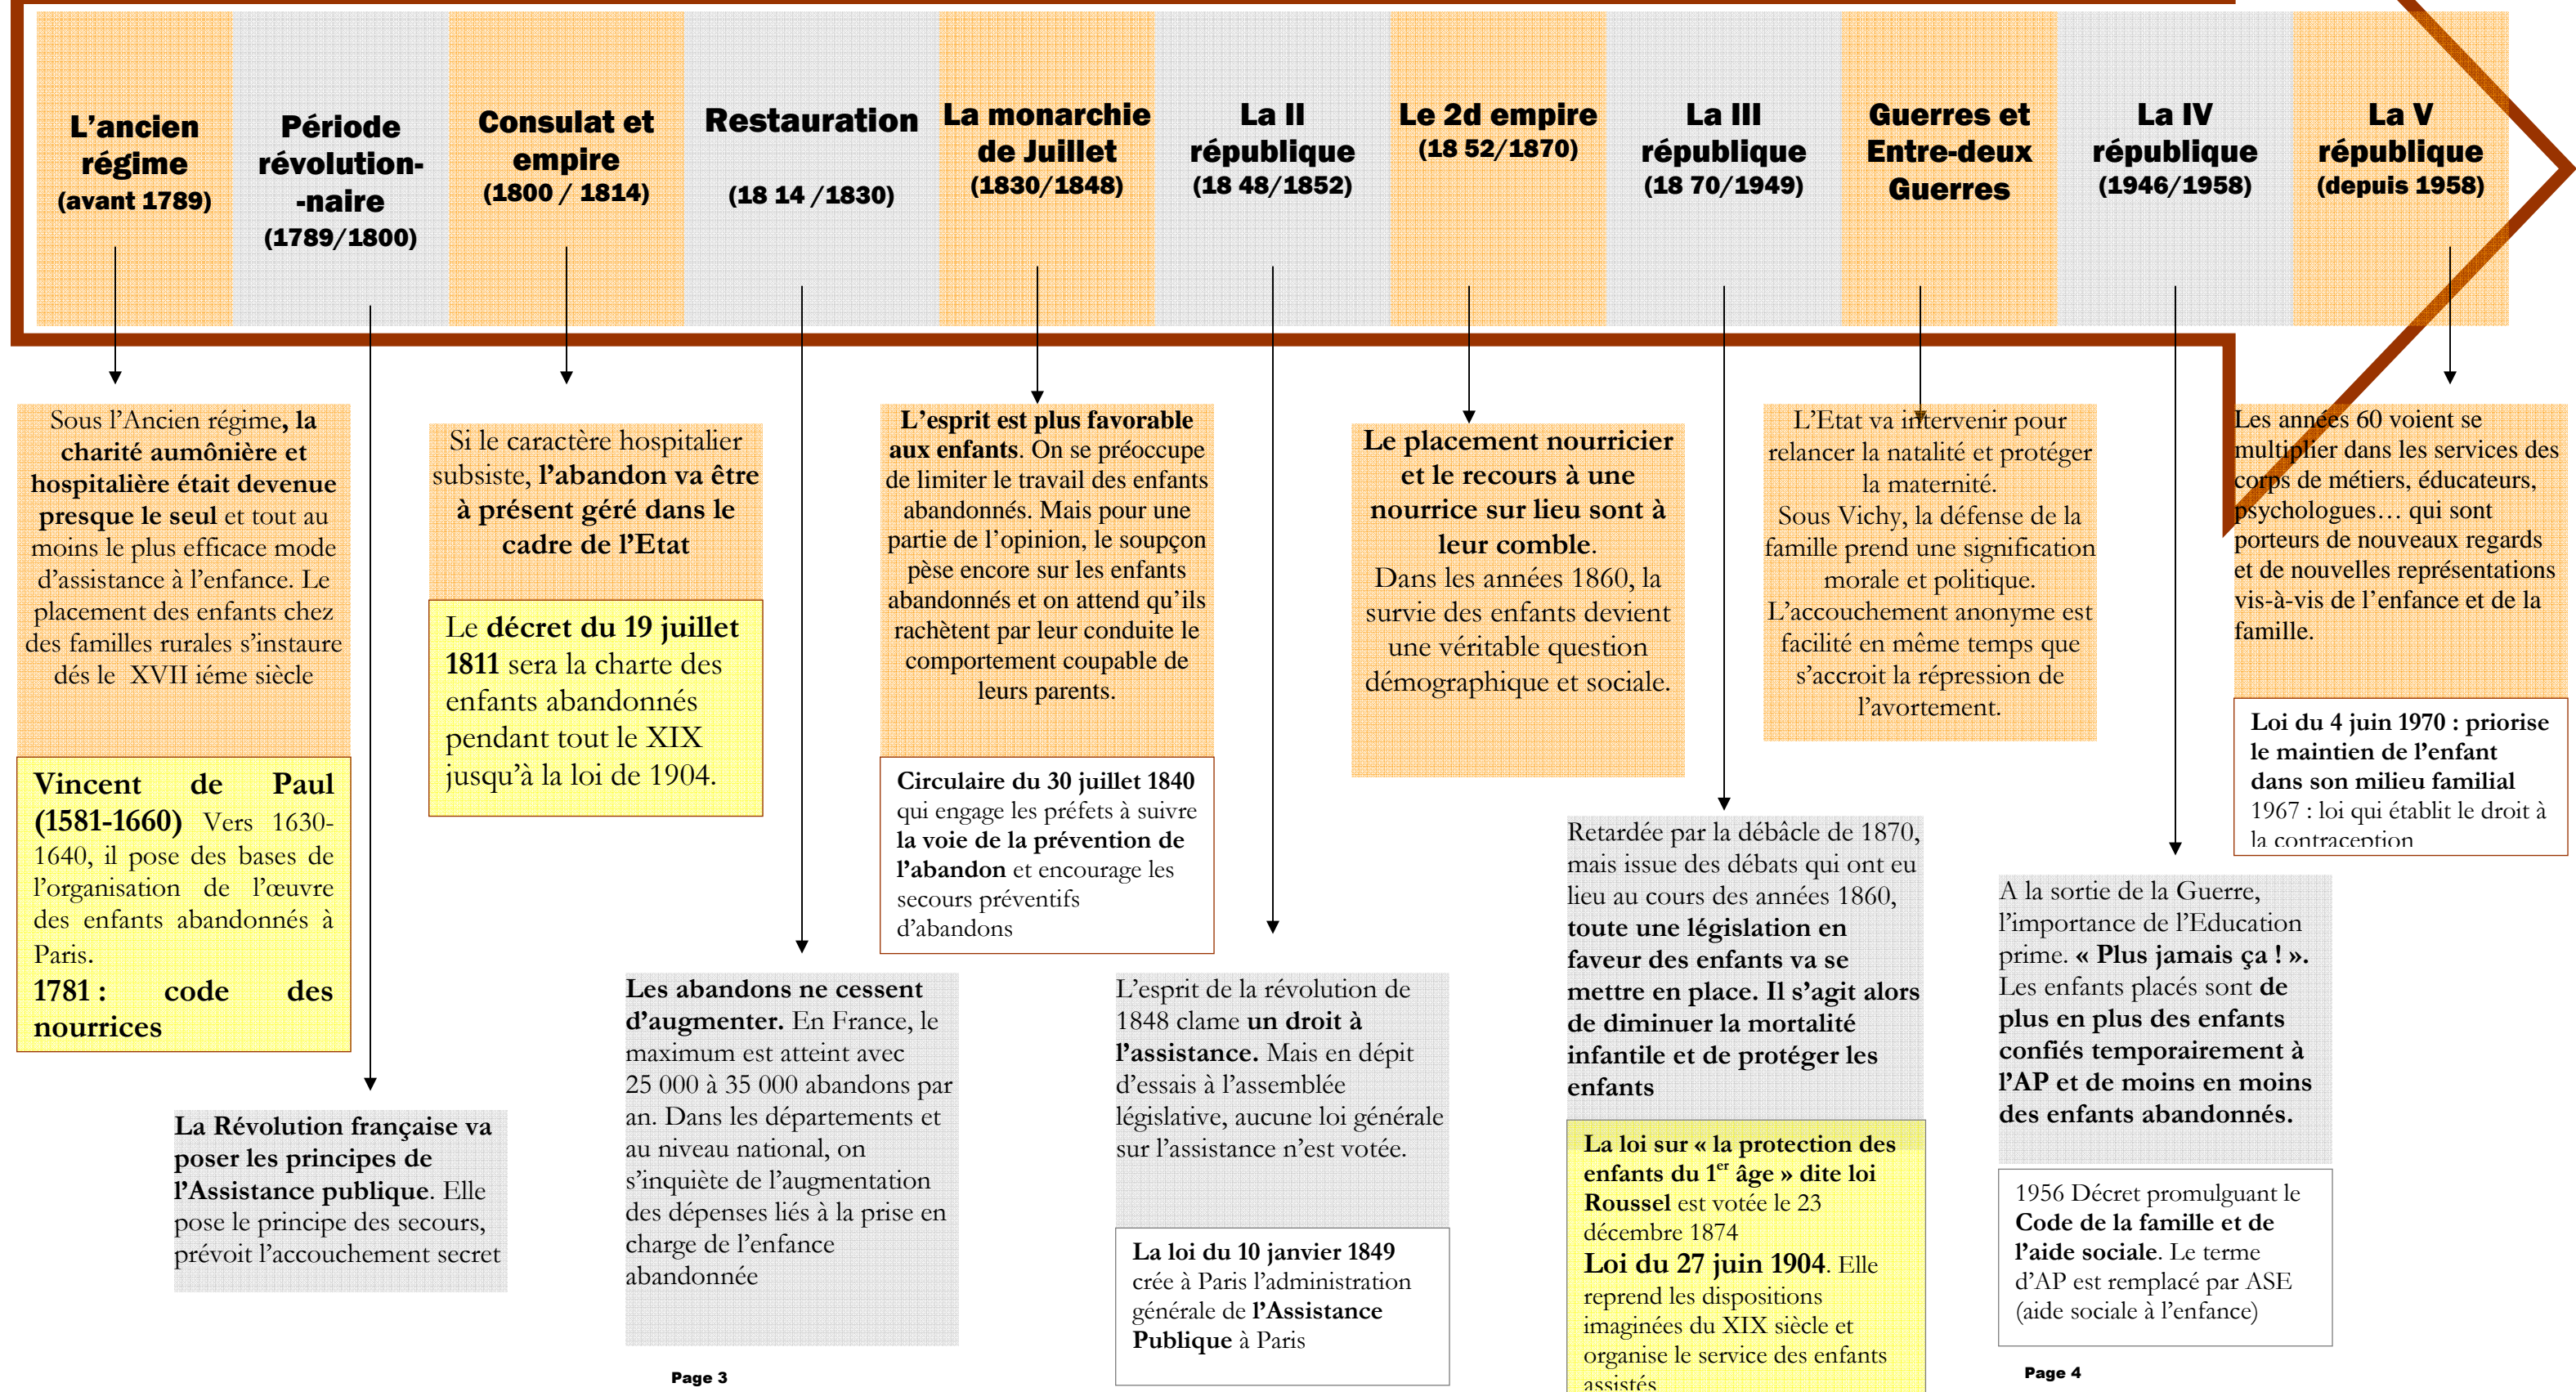 L'ancien
régime
(avant 1789)
Période
révolution-
-naire
(1789/1800)
Consulat et
empire
(1800 / 1814)
Restauration
(18 14 /1830)
La monarchie
de Juillet
(1830/1848)
La II
république
(18 48/1852)
Le 2d empire
(18 52/1870)
La III
république
(18 70/1949)
Guerres et
Entre-deux
Guerres
La IV
république
(1946/1958)
La V
république
(depuis 1958)
Sous l'Ancien régime, la
charité aumônière et
hospitalière était devenue
presque le seul et tout au
moins le plus efficace mode
d'assistance à l'enfance. Le
placement des enfants chez
des familles rurales s'instaure
dés le XVII iéme siècle
Vincent de Paul
(1581-1660) Vers 1630-
1640, il pose des bases de
l'organisation de l'œuvre
des enfants abandonnés à
Paris.
1781 : code des
nourrices
La Révolution française va
poser les principes de
l'Assistance publique. Elle
pose le principe des secours,
prévoit l'accouchement secret
Si le caractère hospitalier
subsiste, l'abandon va être
à présent géré dans le
cadre de l'Etat
Le décret du 19 juillet
1811 sera la charte des
enfants abandonnés
pendant tout le XIX
jusqu'à la loi de 1904.
Les abandons ne cessent
d'augmenter. En France, le
maximum est atteint avec
25 000 à 35 000 abandons par
an. Dans les départements et
au niveau national, on
s'inquiète de l'augmentation
des dépenses liés à la prise en
charge de l'enfance
abandonnée
L'esprit est plus favorable
aux enfants. On se préoccupe
de limiter le travail des enfants
abandonnés. Mais pour une
partie de l'opinion, le soupçon
pèse encore sur les enfants
abandonnés et on attend qu'ils
rachètent par leur conduite le
comportement coupable de
leurs parents.
Circulaire du 30 juillet 1840
qui engage les préfets à suivre
la voie de la prévention de
l'abandon et encourage les
secours préventifs
d'abandons
L'esprit de la révolution de
1848 clame un droit à
l'assistance. Mais en dépit
d'essais à l'assemblée
législative, aucune loi générale
sur l'assistance n'est votée.
La loi du 10 janvier 1849
crée à Paris l'administration
générale de l'Assistance
Publique à Paris
Le placement nourricier
et le recours à une
nourrice sur lieu sont à
leur comble.
Dans les années 1860, la
survie des enfants devient
une véritable question
démographique et sociale.
Retardée par la débâcle de 1870,
mais issue des débats qui ont eu
lieu au cours des années 1860,
toute une législation en
faveur des enfants va se
mettre en place. Il s'agit alors
de diminuer la mortalité
infantile et de protéger les
enfants
La loi sur « la protection des
enfants du 1er âge » dite loi
Roussel est votée le 23
décembre 1874
Loi du 27 juin 1904. Elle
reprend les dispositions
imaginées du XIX siècle et
organise le service des enfants
assistés
L'Etat va intervenir pour
relancer la natalité et protéger
la maternité.
Sous Vichy, la défense de la
famille prend une signification
morale et politique.
L'accouchement anonyme est
facilité en même temps que
s'accroit la répression de
l'avortement.
A la sortie de la Guerre,
l'importance de l'Education
prime. « Plus jamais ça ! ».
Les enfants placés sont de
plus en plus des enfants
confiés temporairement à
l'AP et de moins en moins
des enfants abandonnés.
1956 Décret promulguant le
Code de la famille et de
l'aide sociale. Le terme
d'AP est remplacé par ASE
(aide sociale à l'enfance)
Les années 60 voient se
multiplier dans les services des
corps de métiers, éducateurs,
psychologues… qui sont
porteurs de nouveaux regards
et de nouvelles représentations
vis-à-vis de l'enfance et de la
famille.
Loi du 4 juin 1970 : priorise
le maintien de l'enfant
dans son milieu familial
1967 : loi qui établit le droit à
la contraception
Page 3
Page 4